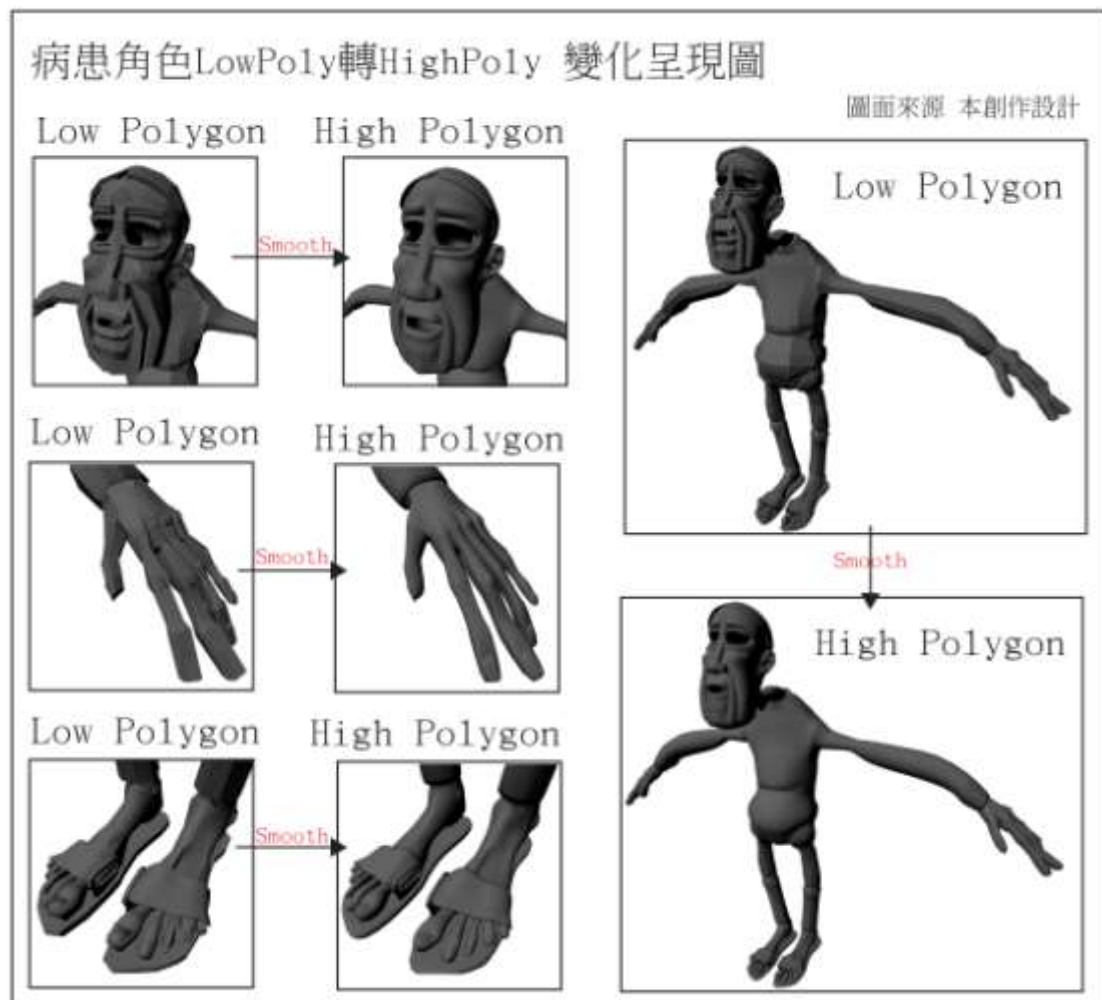 病患角色LowPoly轉HighPoly 變化呈現圖
圖面來源 本創作設計
Low Polygon
High Polygon
Smooth
Low Polygon
High Polygon
Smooth
Low Polygon
High Polygon
Smooth
Low Polygon
Smooth
High Polygon